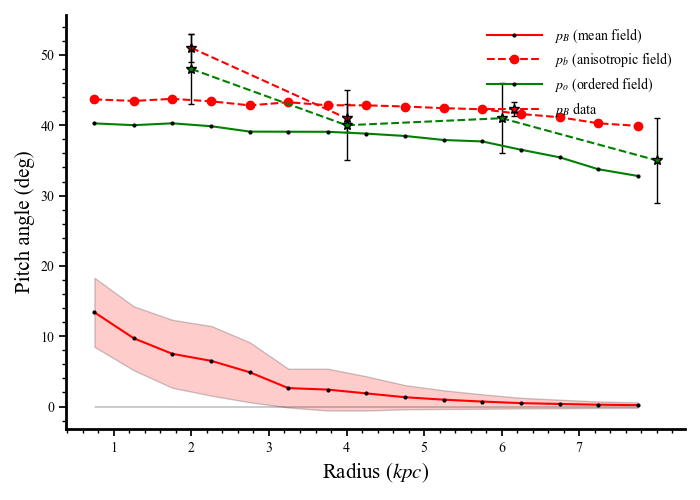 50
40
30
20
10
0
Pitch angle (deg)
p_B (mean field)
p_b (anisotropic field)
p_o (ordered field)
p_B data
1 2 3 4 5 6 7
Radius (kpc)